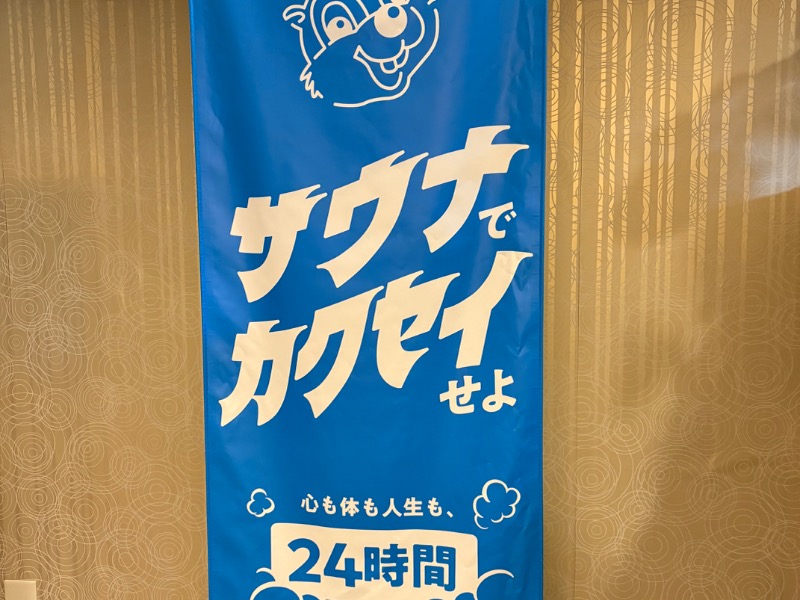 サウナで
カクセイ
せよ
心も体も人生も、
24時間